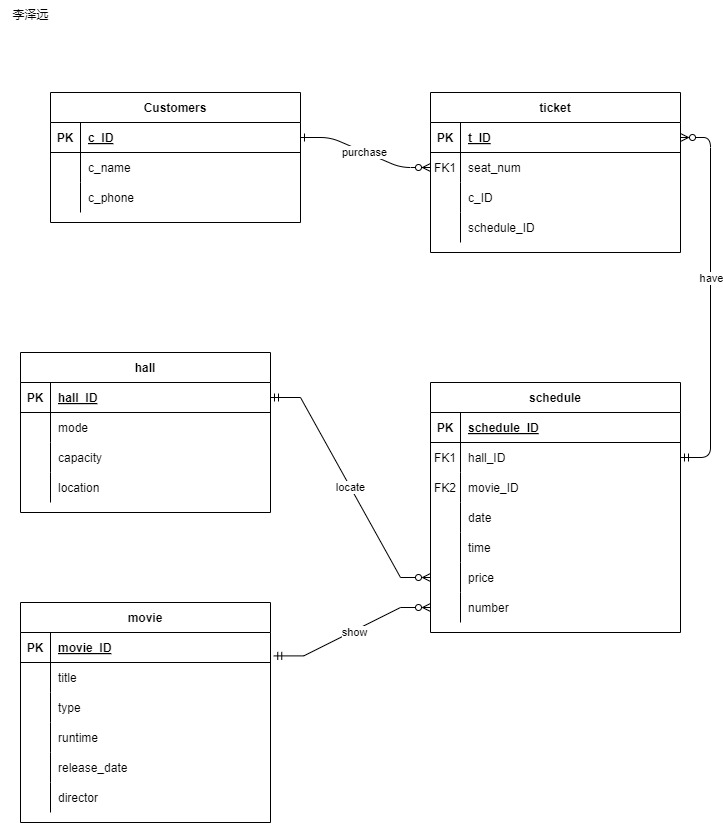 李泽远
Customers
PK c_ID
c_name
c_phone
purchase
ticket
PK t_ID
FK1 seat_num
c_ID
schedule_ID
have
hall
PK hall_ID
mode
capacity
location
locate
schedule
PK schedule_ID
FK1 hall_ID
FK2 movie_ID
date
time
price
number
movie
PK movie_ID
title
type
runtime
release_date
director
show